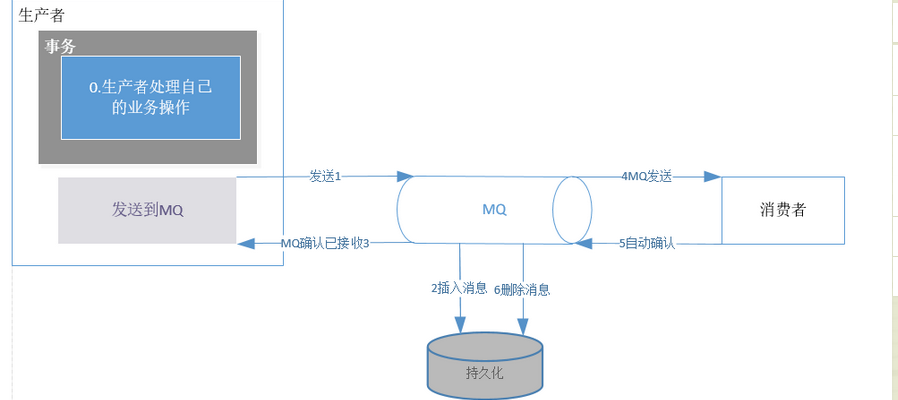 生产者
事务
0.生产者处理自己
的业务操作
发送到MQ
发送1
MQ确认已接收3
MQ
4MQ发送
5自动确认
消费者
2插入消息
6删除消息
持久化